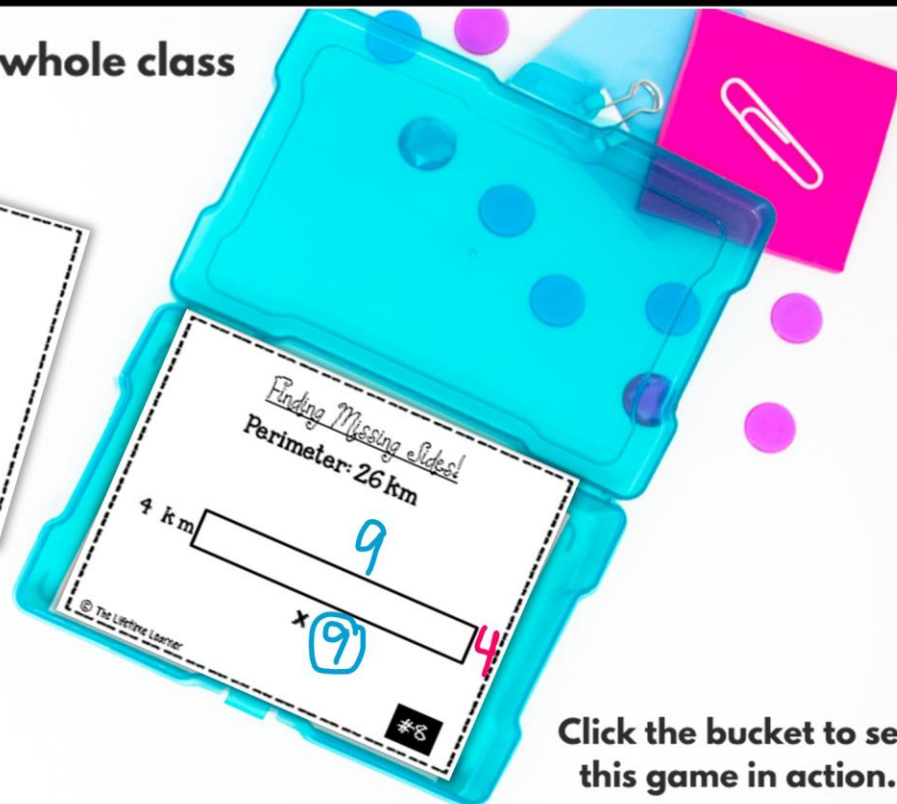 whole class
Finding Missing Sides!
Perimeter: 26 km
4 km
9
x
9
4
© The Lifetime Learner
#8
Click the bucket to se
this game in action.